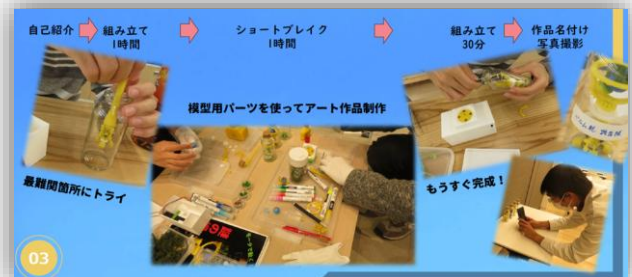 自己紹介
組み立て
1時間
ショートブレイク
1時間
組み立て
30分
作品名付け
写真撮影
模型用パーツを使ってアート作品制作
最難関箇所にトライ
もうすぐ完成！
03